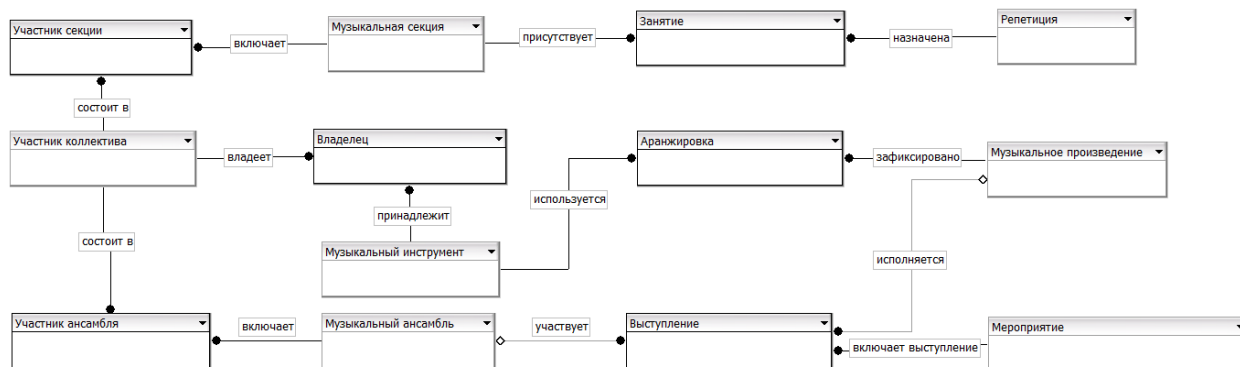 Участник секции
включает
Музыкальная секция
присутствует
Занятие
назначена
Репетиция
состоит в
Участник коллектива
владеет
Владелец
используется
Аранжировка
зафиксировано
Музыкальное произведение
принадлежит
состоит в
Музыкальный инструмент
исполняется
Участник ансамбля
включает
Музыкальный ансамбль
участвует
Выступление
включает выступление
Мероприятие